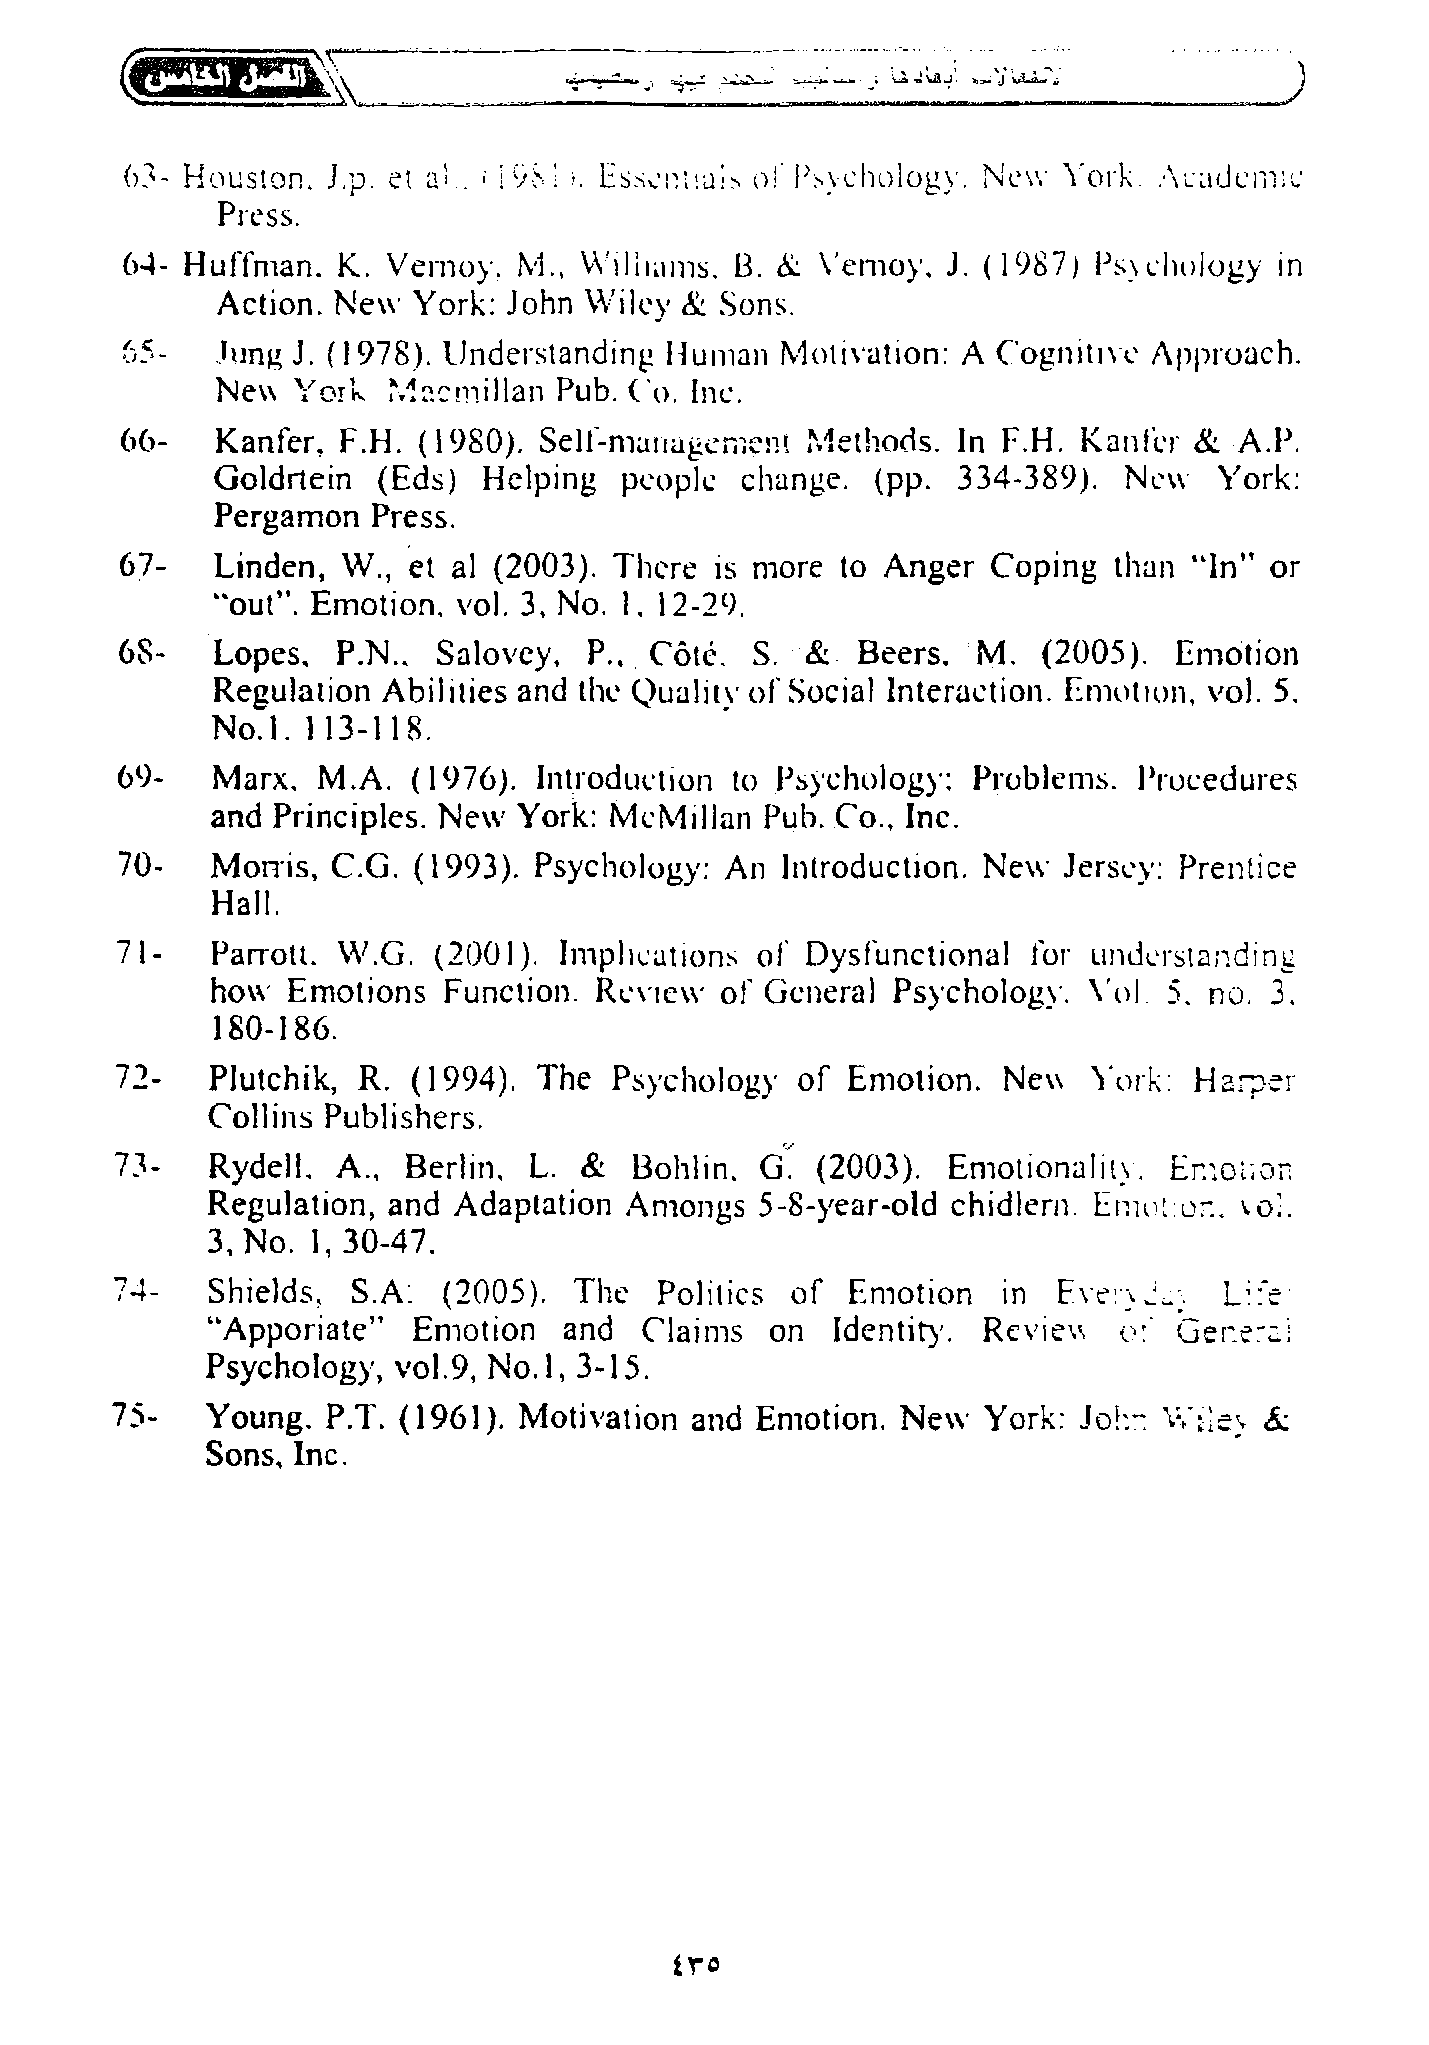 الفصل الخامس
الانفعالات أبعادها و
63- Houston, J.p. et al., (1981). Essentials of Psychology. New York. Academic
Press.
64- Huffman, K. Vernoy, M., Williams, B. & Vernoy, J. (1987) Psychology in
Action. New York: John Wiley & Sons.
65- Jung J. (1978). Understanding Human Motivation: A Cognitive Approach.
New York Macmillan Pub. Co. Inc.
66- Kanfer, F.H. (1980). Self-management Methods. In F.H. Kanfer & A.P.
Goldrtein (Eds) Helping people change. (pp. 334-389). New York:
Pergamon Press.
67- Linden, W., et al (2003). There is more to Anger Coping than “In” or
“out”. Emotion, vol. 3, No. 1, 12-29.
68- Lopes, P.N., Salovey, P., Côté, S. & Beers, M. (2005). Emotion
Regulation Abilities and the Quality of Social Interaction. Emotion, vol. 5,
No.1. 113-118.
69- Marx, M.A. (1976). Introduction to Psychology: Problems. Procedures
and Principles. New York: McMillan Pub. Co., Inc.
70- Morris, C.G. (1993). Psychology: An Introduction. New Jersey: Prentice
Hall.
71- Parrott. W.G. (2001). Implications of Dysfunctional for understanding
how Emotions Function. Review of General Psychology. Vol. 5, no. 3,
180-186.
72- Plutchik, R. (1994). The Psychology of Emotion. New York: Harper
Collins Publishers.
73- Rydell, A., Berlin, L. & Bohlin, G. (2003). Emotionality, Emotion
Regulation, and Adaptation Amongs 5-8-year-old chidlern. Emotion, vol.
3, No. 1, 30-47.
74- Shields, S.A: (2005). The Politics of Emotion in Everyday Life:
“Apporiate” Emotion and Claims on Identity. Review of General
Psychology, vol.9, No.1, 3-15.
75- Young. P.T. (1961). Motivation and Emotion. New York: John Wiley &
Sons, Inc.
٤٣٥